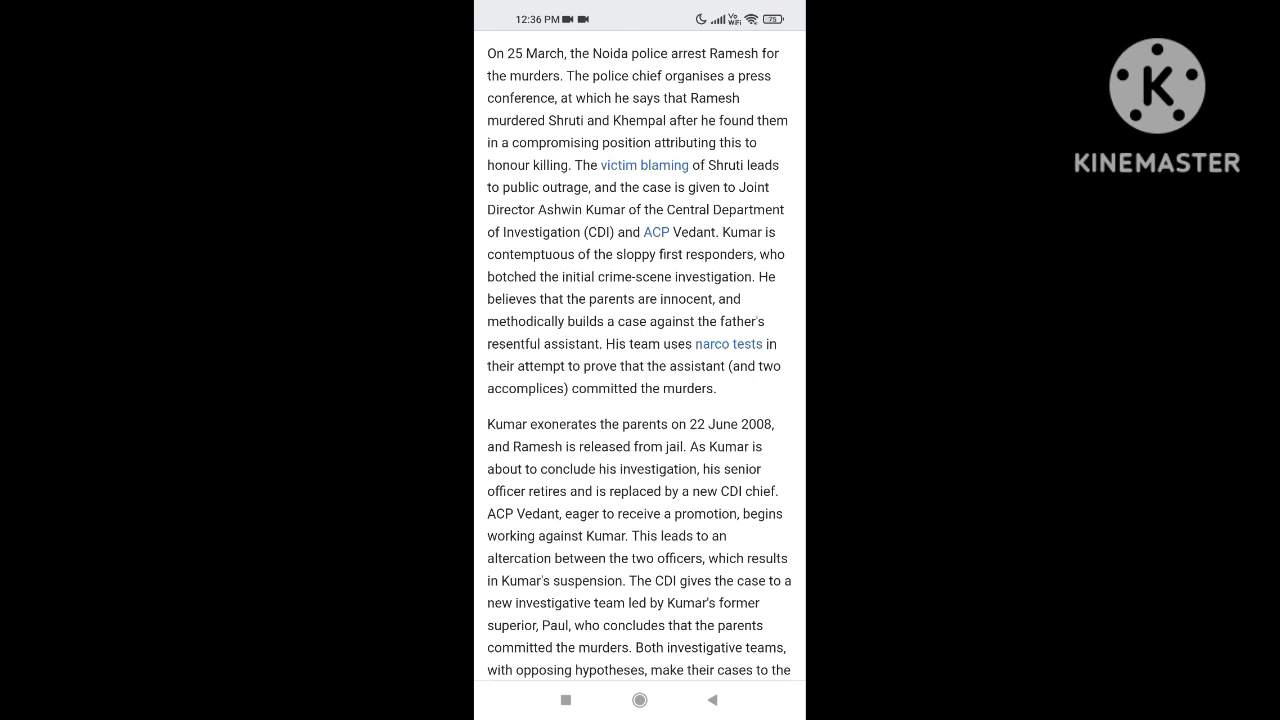 12:36 PM
Vo
WiFi
75
On 25 March, the Noida police arrest Ramesh for
the murders. The police chief organises a press
conference, at which he says that Ramesh
murdered Shruti and Khempal after he found them
in a compromising position attributing this to
honour killing. The victim blaming of Shruti leads
to public outrage, and the case is given to Joint
Director Ashwin Kumar of the Central Department
of Investigation (CDI) and ACP Vedant. Kumar is
contemptuous of the sloppy first responders, who
botched the initial crime-scene investigation. He
believes that the parents are innocent, and
methodically builds a case against the father's
resentful assistant. His team uses narco tests in
their attempt to prove that the assistant (and two
accomplices) committed the murders.
Kumar exonerates the parents on 22 June 2008,
and Ramesh is released from jail. As Kumar is
about to conclude his investigation, his senior
officer retires and is replaced by a new CDI chief.
ACP Vedant, eager to receive a promotion, begins
working against Kumar. This leads to an
altercation between the two officers, which results
in Kumar's suspension. The CDI gives the case to a
new investigative team led by Kumar's former
superior, Paul, who concludes that the parents
committed the murders. Both investigative teams,
with opposing hypotheses, make their cases to the
K
KINEMASTER